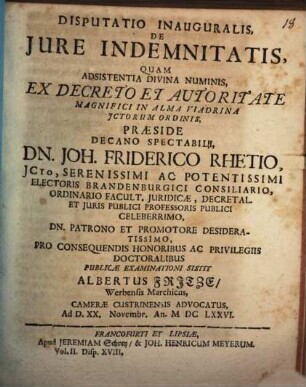 18
DISPUTATIO INAUGURALIS,
DE
JURE INDEMNITATIS,
QUAM
ADSISTENTIA DIVINA NUMINIS,
EX DECRETO ET AUTORITATE
MAGNIFICI IN ALMA VIADRINA
JCTORUM ORDINIS,
PRÆSIDE
DECANO SPECTABILI,
DN. JOH. FRIDERICO RHETIO,
JCTO, SERENISSIMI AC POTENTISSIMI
ELECTORIS BRANDENBURGICI CONSILIARIO,
ORDINARIO FACULT. JURIDICÆ, DECRETAL.
ET JURIS PUBLICI PROFESSORIS PUBLICI
CELEBERRIMO,
DN. PATRONO ET PROMOTORE DESIDERA-
TISSIMO,
PRO CONSEQUENDIS HONORIBUS AC PRIVILEGIIS
DOCTORALIBUS
PUBLICÆ EXAMINATIONI SISTIT
ALBERTUS FRITZE/
Werbensis Marchicus,
CAMERÆ CUSTRINENSIS ADVOCATUS,
Ad D. XX. Novembr. An. M DC LXXVI.
FRANCOFURTI ET LIPSIÆ,
Apud JEREMIAM Schrey/ & JOH. HENRICUM MEYERUM.
Vol. II. Disp. XVIII.